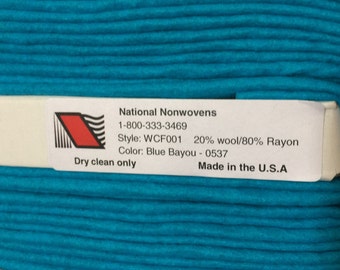 National Nonwovens
1-800-333-3469
Style: WCF001 20% wool/80% Rayon
Color: Blue Bayou - 0537
Dry clean only Made in the U.S.A